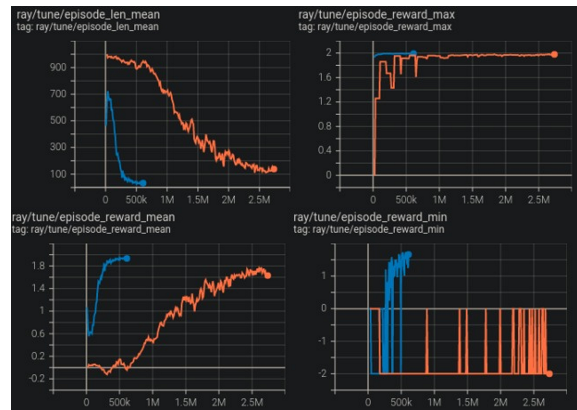 ray/tune/episode_len_mean
tag: ray/tune/episode_len_mean
900
700
500
300
100
0 500k 1M 1.5M 2M 2.5M
ray/tune/episode_reward_max
tag: ray/tune/episode_reward_max
2
1.6
1.2
0.8
0.4
0
0 500k 1M 1.5M 2M 2.5M
ray/tune/episode_reward_mean
tag: ray/tune/episode_reward_mean
1.8
1.4
1
0.6
0.2
-0.2
0 500k 1M 1.5M 2M 2.5M
ray/tune/episode_reward_min
tag: ray/tune/episode_reward_min
1
0
-1
-2
0 500k 1M 1.5M 2M 2.5M